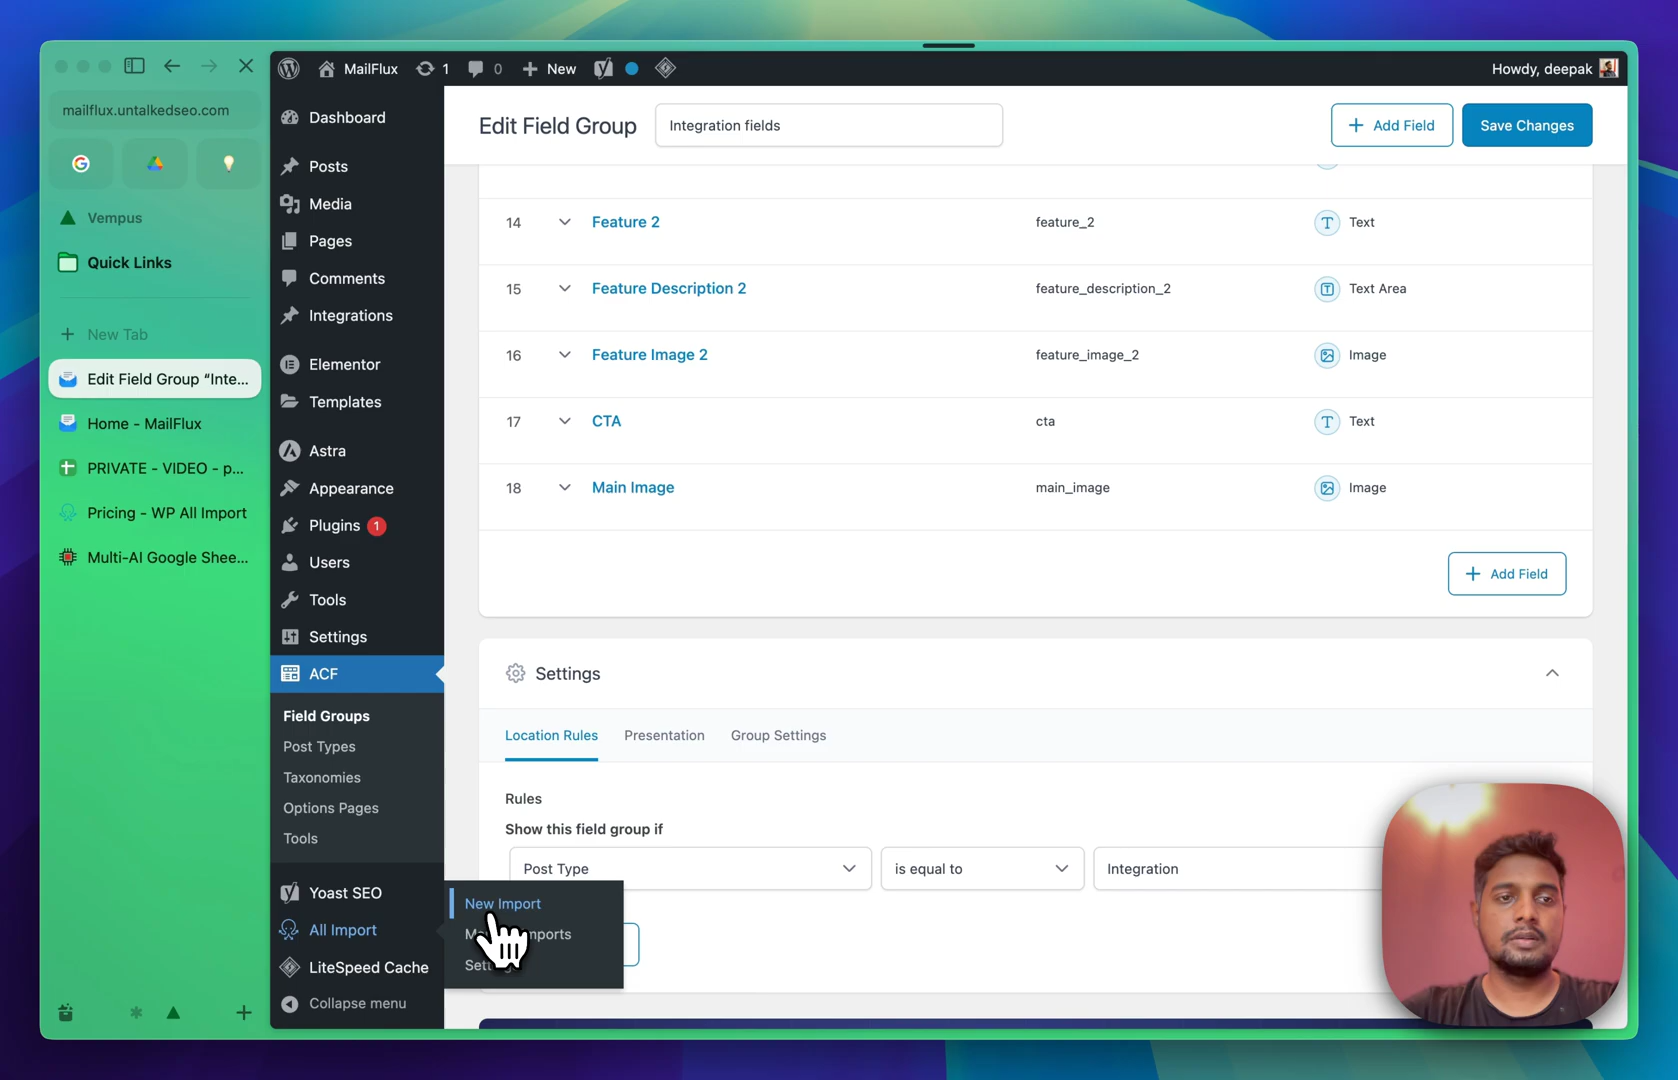 mailflux.untalkedseo.com
Vempus
Quick Links
New Tab
Edit Field Group “Inte...
Home - MailFlux
PRIVATE - VIDEO - p...
Pricing - WP All Import
Multi-AI Google Shee...
MailFlux
1
0
New
Howdy, deepak
Dashboard
Posts
Media
Pages
Comments
Integrations
Elementor
Templates
Astra
Appearance
Plugins 1
Users
Tools
Settings
ACF
Field Groups
Post Types
Taxonomies
Options Pages
Tools
Yoast SEO
All Import
LiteSpeed Cache
Collapse menu
New Import
Edit Field Group
Integration fields
Add Field
Save Changes
14 Feature 2 feature_2 Text
15 Feature Description 2 feature_description_2 Text Area
16 Feature Image 2 feature_image_2 Image
17 CTA cta Text
18 Main Image main_image Image
Add Field
Settings
Location Rules Presentation Group Settings
Rules
Show this field group if
Post Type is equal to Integration